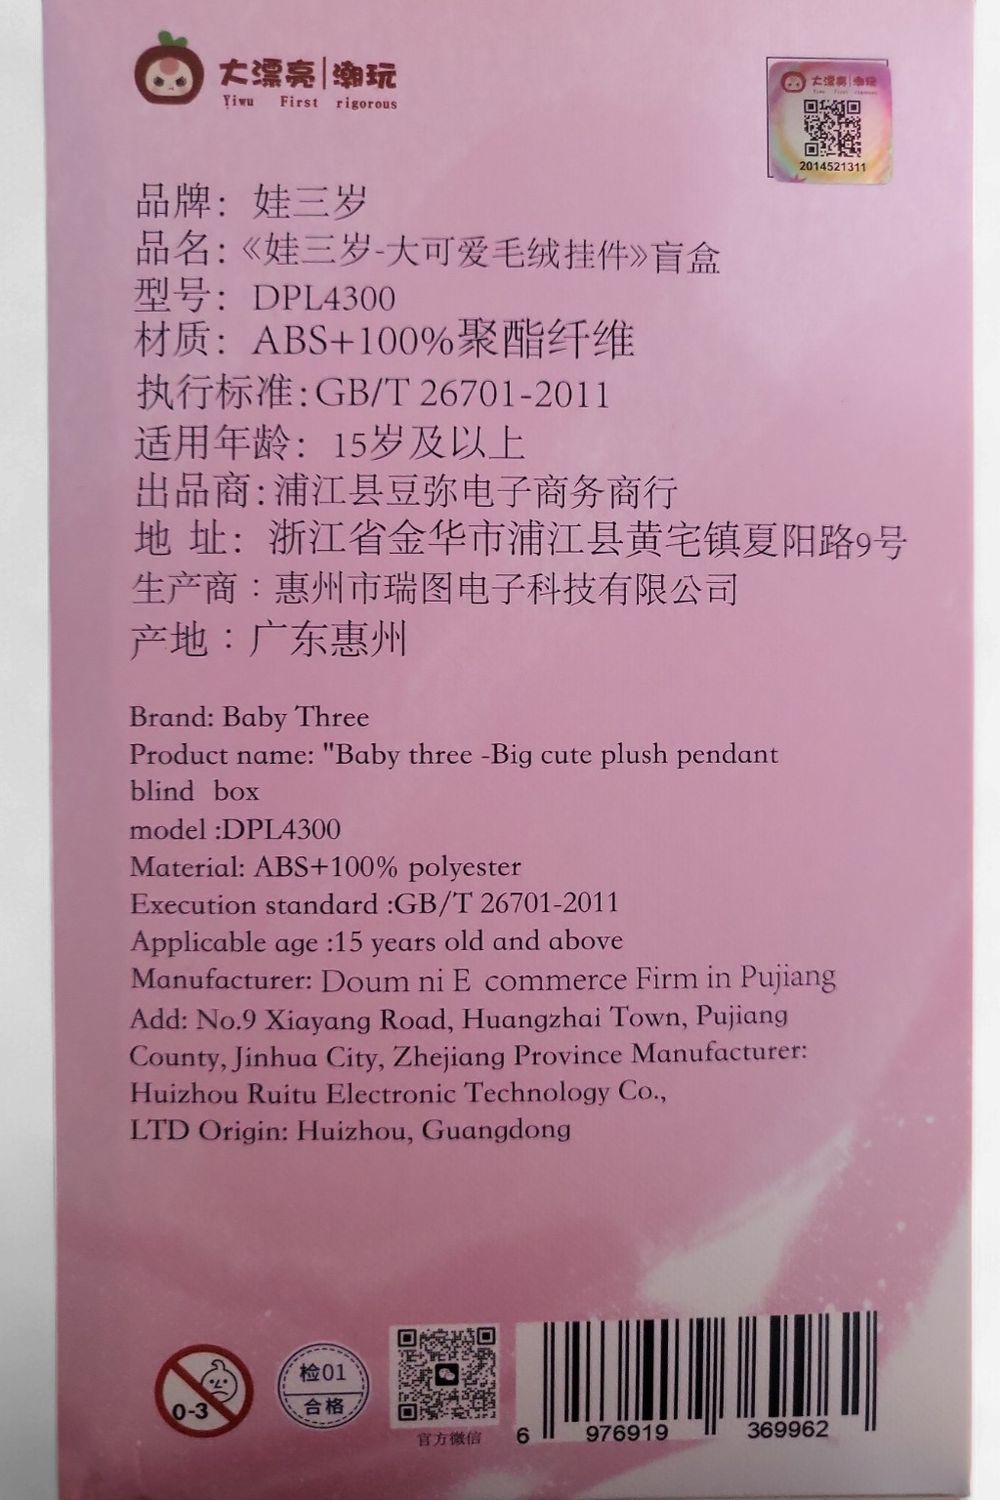 大漂亮|潮玩
Yiwu First rigorous
大漂亮|潮玩
Yiwu First rigorous
2014521311
品牌：娃三岁
品名：《娃三岁-大可爱毛绒挂件》盲盒
型号：DPL4300
材质：ABS+100%聚酯纤维
执行标准：GB/T 26701-2011
适用年龄：15岁及以上
出品商：浦江县豆弥电子商务商行
地 址：浙江省金华市浦江县黄宅镇夏阳路9号
生产商：惠州市瑞图电子科技有限公司
产地：广东惠州
Brand: Baby Three
Product name: "Baby three -Big cute plush pendant
blind box
model :DPL4300
Material: ABS+100% polyester
Execution standard :GB/T 26701-2011
Applicable age :15 years old and above
Manufacturer: Doum ni E commerce Firm in Pujiang
Add: No.9 Xiayang Road, Huangzhai Town, Pujiang
County, Jinhua City, Zhejiang Province Manufacturer:
Huizhou Ruitu Electronic Technology Co.,
LTD Origin: Huizhou, Guangdong
0-3
检01
合格
官方微信
6 976919 369962